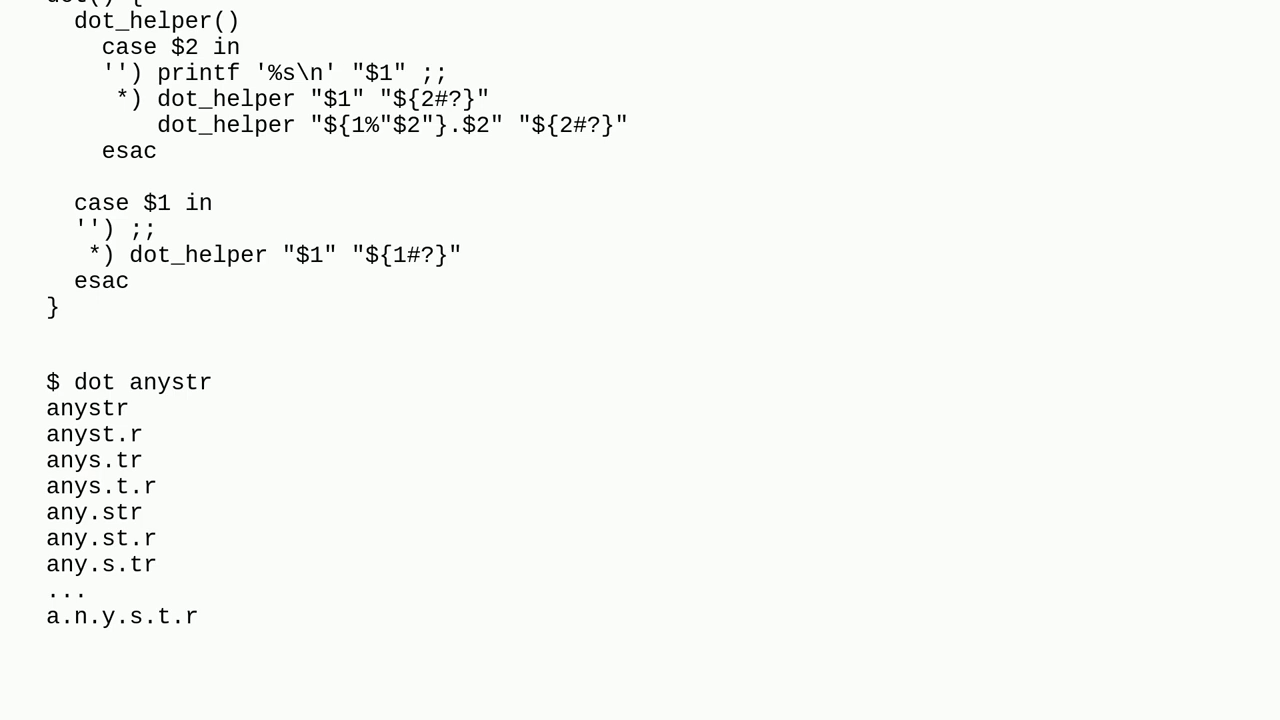 dot() {
  dot_helper()
    case $2 in
    '') printf '%s\n' "$1" ;;
     *) dot_helper "$1" "${2#?}"
        dot_helper "${1%"$2"}.$2" "${2#?}"
    esac

  case $1 in
  '') ;;
   *) dot_helper "$1" "${1#?}"
  esac
}

$ dot anystr
anystr
anyst.r
anys.tr
anys.t.r
any.str
any.st.r
any.s.tr
...
a.n.y.s.t.r